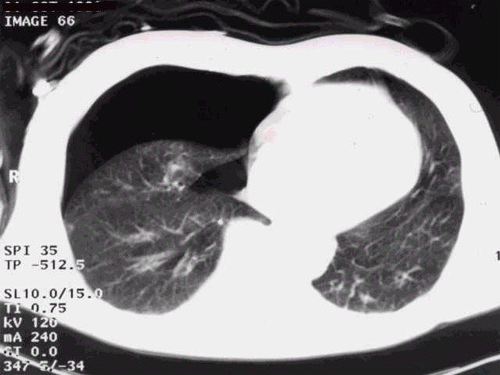 IMAGE 66
R
SPI 35
TP -512.5
SL10.0/15.0
TI 0.75
kV 120
mA 240
GT 0.0
1